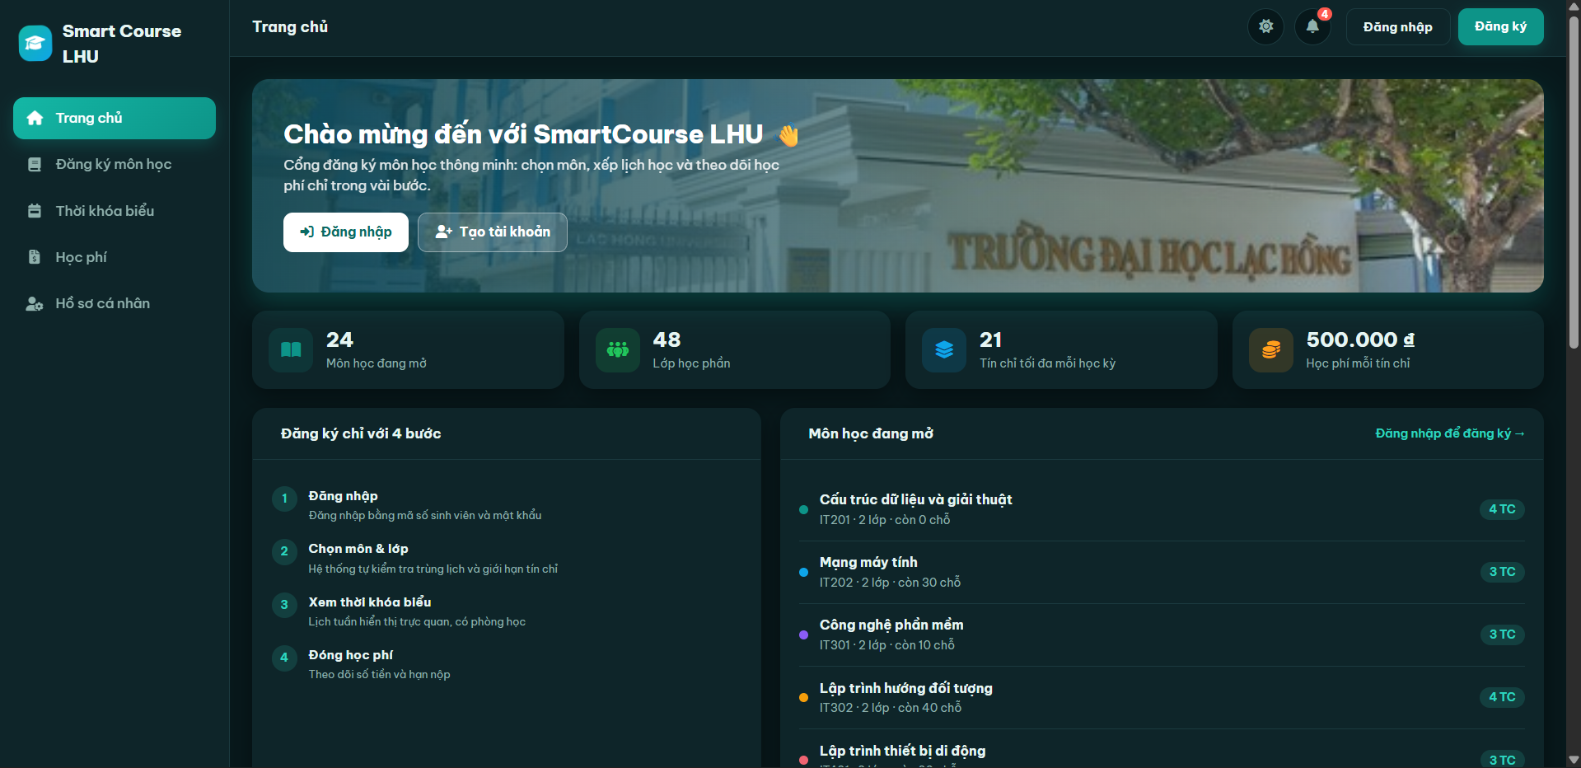 Smart Course
LHU
Trang chủ
Đăng ký môn học
Thời khóa biểu
Học phí
Hồ sơ cá nhân
Trang chủ
4
Đăng nhập
Đăng ký
Chào mừng đến với SmartCourse LHU 👋
Cổng đăng ký môn học thông minh: chọn môn, xếp lịch học và theo dõi học
phí chỉ trong vài bước.
Đăng nhập
Tạo tài khoản
LAC HONG UNIVERSITY
TRƯỜNG ĐẠI HỌC LẠC HỒNG
24
Môn học đang mở
48
Lớp học phần
21
Tín chỉ tối đa mỗi học kỳ
500.000 ₫
Học phí mỗi tín chỉ
Đăng ký chỉ với 4 bước
1
Đăng nhập
Đăng nhập bằng mã số sinh viên và mật khẩu
2
Chọn môn & lớp
Hệ thống tự kiểm tra trùng lịch và giới hạn tín chỉ
3
Xem thời khóa biểu
Lịch tuần hiển thị trực quan, có phòng học
4
Đóng học phí
Theo dõi số tiền và hạn nộp
Môn học đang mở
Đăng nhập để đăng ký →
Cấu trúc dữ liệu và giải thuật
IT201 · 2 lớp · còn 0 chỗ
4 TC
Mạng máy tính
IT202 · 2 lớp · còn 30 chỗ
3 TC
Công nghệ phần mềm
IT301 · 2 lớp · còn 10 chỗ
3 TC
Lập trình hướng đối tượng
IT302 · 2 lớp · còn 40 chỗ
4 TC
Lập trình thiết bị di động
3 TC